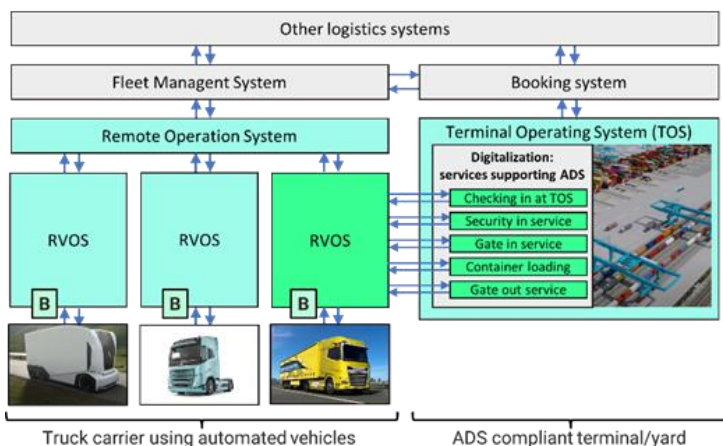 Other logistics systems
Fleet Managent System
Booking system
Remote Operation System
Terminal Operating System (TOS)
Digitalization:
services supporting ADS
Checking in at TOS
Security in service
Gate in service
Container loading
Gate out service
RVOS
RVOS
RVOS
B
B
B
Truck carrier using automated vehicles
ADS compliant terminal/yard